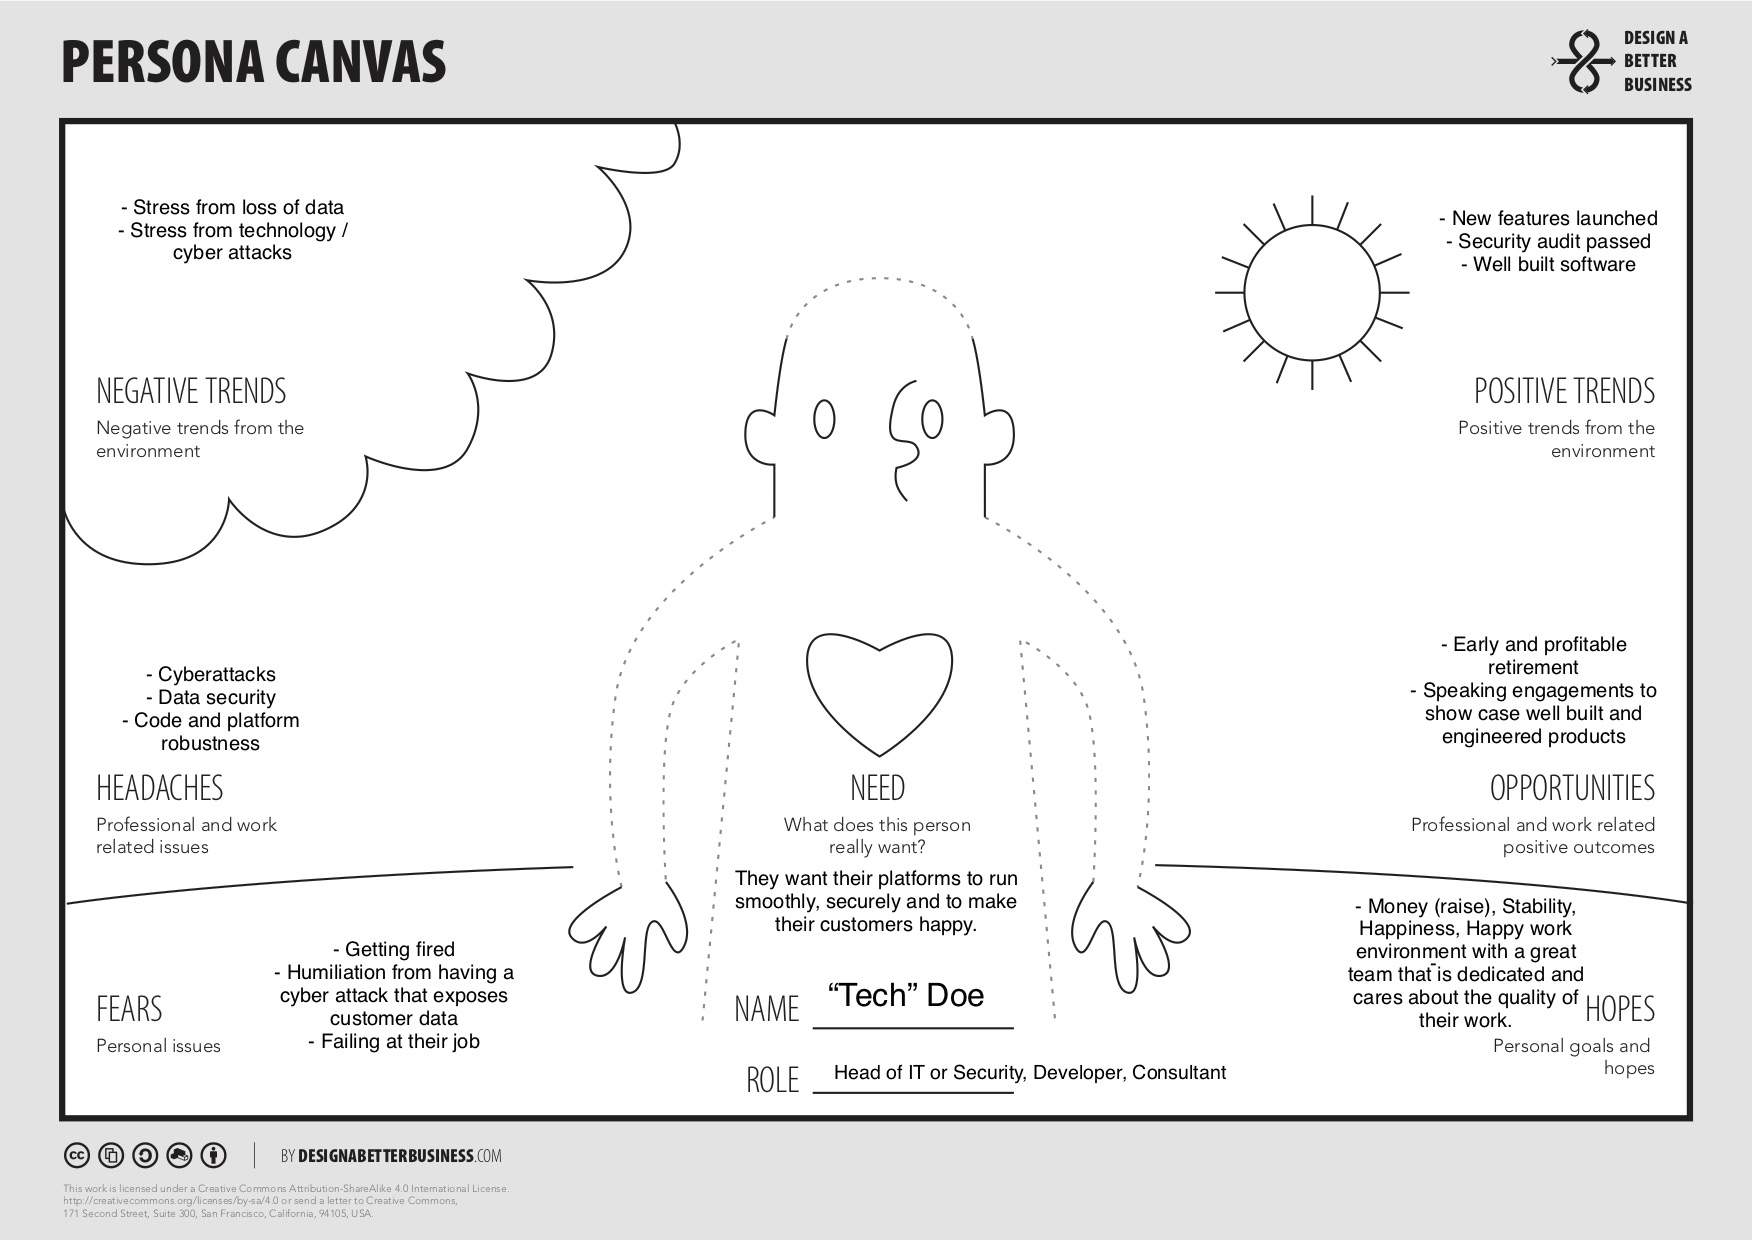 PERSONA CANVAS
DESIGN A
BETTER
BUSINESS
- Stress from loss of data
- Stress from technology /
cyber attacks
NEGATIVE TRENDS
Negative trends from the
environment
- New features launched
- Security audit passed
- Well built software
POSITIVE TRENDS
Positive trends from the
environment
- Cyberattacks
- Data security
- Code and platform
robustness
HEADACHES
Professional and work
related issues
NEED
What does this person
really want?
They want their platforms to run
smoothly, securely and to make
their customers happy.
- Early and profitable
retirement
- Speaking engagements to
show case well built and
engineered products
OPPORTUNITIES
Professional and work related
positive outcomes
- Getting fired
- Humiliation from having a
cyber attack that exposes
customer data
- Failing at their job
FEARS
Personal issues
NAME “Tech” Doe
ROLE Head of IT or Security, Developer, Consultant
- Money (raise), Stability,
Happiness, Happy work
environment with a great
team that is dedicated and
cares about the quality of
their work.
-
HOPES
Personal goals and
hopes
cc
BY DESIGNABETTERBUSINESS.COM
This work is licensed under a Creative Commons Attribution-ShareAlike 4.0 International License.
http://creativecommons.org/licenses/by-sa/4.0 or send a letter to Creative Commons,
171 Second Street, Suite 300, San Francisco, California, 94105, USA.